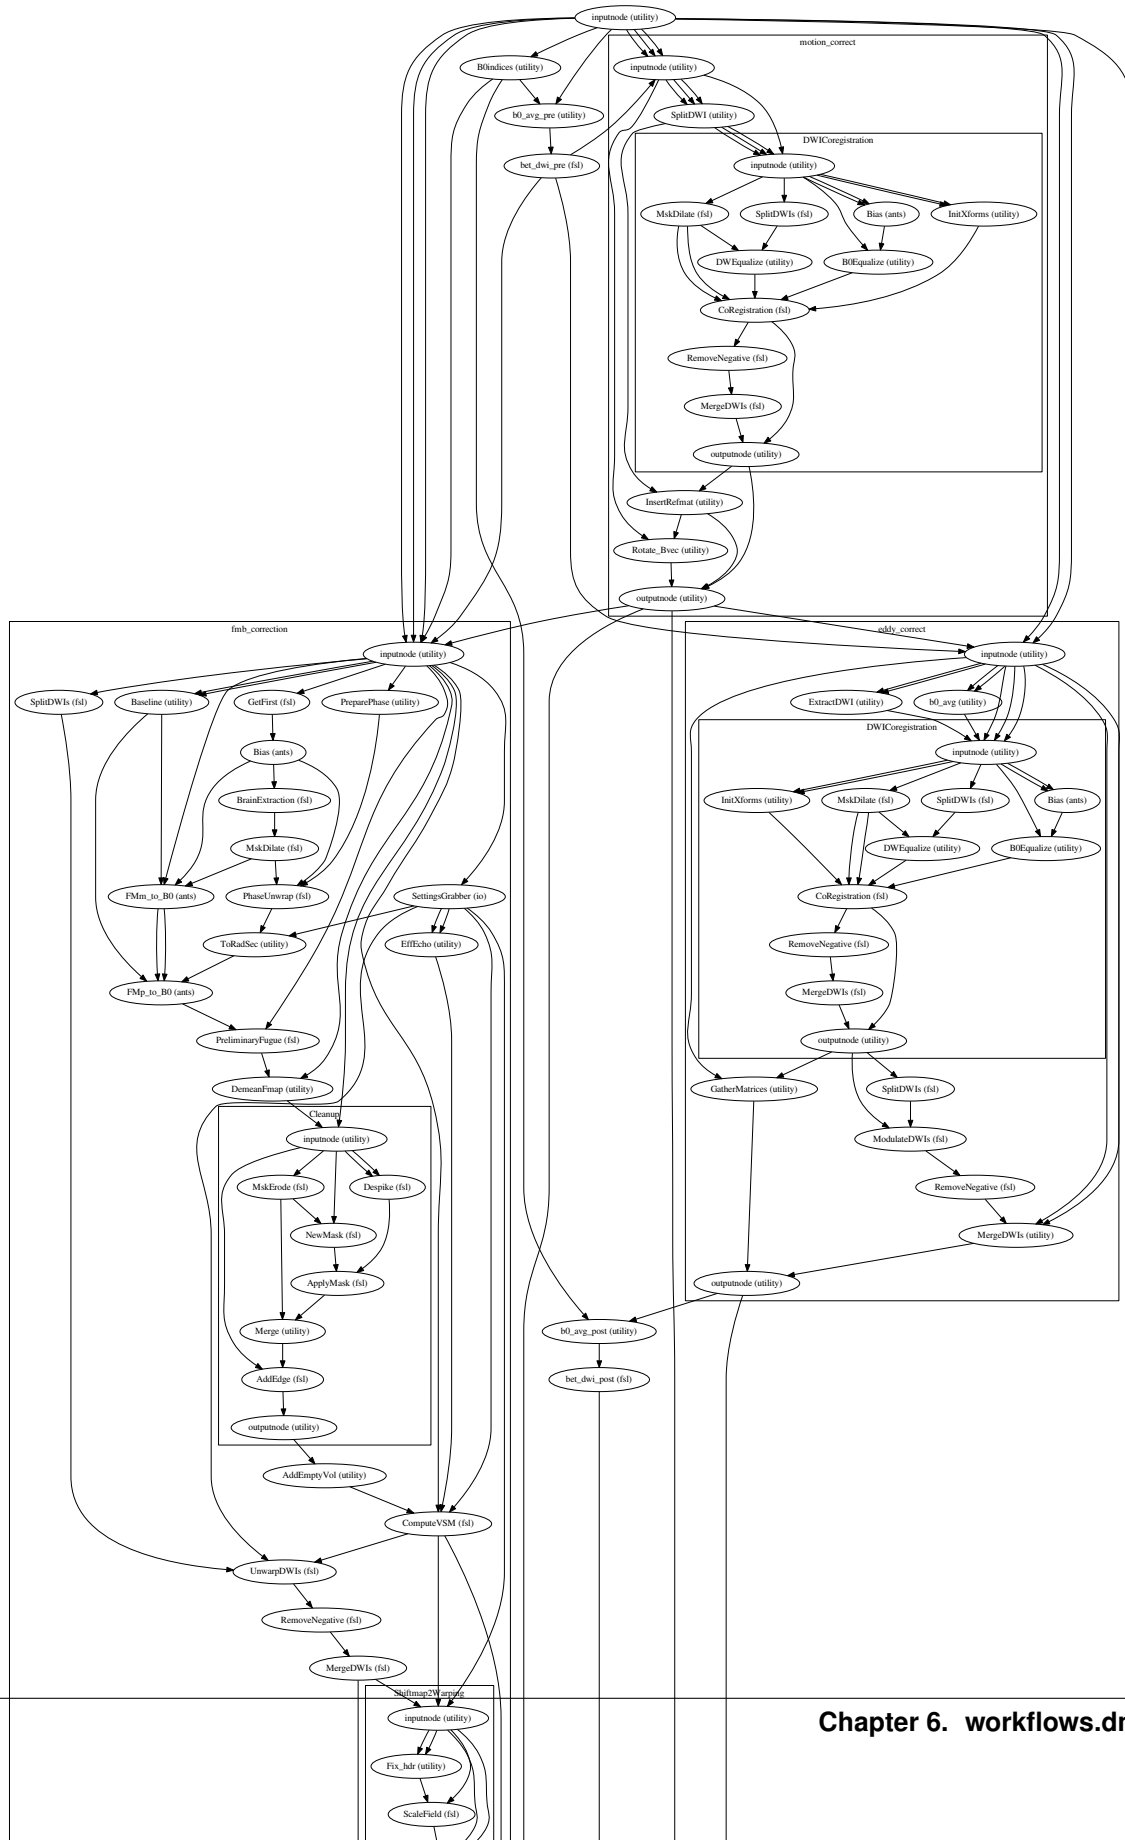 inputnode (utility)
motion_correct
B0indices (utility)
inputnode (utility)
b0_avg_pre (utility)
SplitDWI (utility)
DWICoregistration
bet_dwi_pre (fsl)
inputnode (utility)
MskDilate (fsl)
SplitDWIs (fsl)
Bias (ants)
InitXforms (utility)
DWEqualize (utility)
B0Equalize (utility)
CoRegistration (fsl)
RemoveNegative (fsl)
MergeDWIs (fsl)
outputnode (utility)
InsertRefmat (utility)
Rotate_Bvec (utility)
outputnode (utility)
fmb_correction
eddy_correct
inputnode (utility)
inputnode (utility)
SplitDWIs (fsl)
Baseline (utility)
GetFirst (fsl)
PreparePhase (utility)
ExtractDWI (utility)
b0_avg (utility)
DWICoregistration
Bias (ants)
inputnode (utility)
BrainExtraction (fsl)
InitXforms (utility)
MskDilate (fsl)
SplitDWIs (fsl)
Bias (ants)
MskDilate (fsl)
DWEqualize (utility)
B0Equalize (utility)
FMm_to_B0 (ants)
PhaseUnwrap (fsl)
SettingsGrabber (io)
CoRegistration (fsl)
ToRadSec (utility)
EffEcho (utility)
RemoveNegative (fsl)
FMp_to_B0 (ants)
MergeDWIs (fsl)
PreliminaryFugue (fsl)
outputnode (utility)
DemeanFmap (utility)
GatherMatrices (utility)
SplitDWIs (fsl)
Cleanup
inputnode (utility)
ModulateDWIs (fsl)
MskErode (fsl)
Despike (fsl)
RemoveNegative (fsl)
NewMask (fsl)
MergeDWIs (utility)
ApplyMask (fsl)
outputnode (utility)
Merge (utility)
b0_avg_post (utility)
AddEdge (fsl)
bet_dwi_post (fsl)
outputnode (utility)
AddEmptyVol (utility)
ComputeVSM (fsl)
UnwarpDWIs (fsl)
RemoveNegative (fsl)
MergeDWIs (fsl)
Shiftmap2Warping
inputnode (utility)
Chapter 6. workflows.dr
Fix_hdr (utility)
ScaleField (fsl)